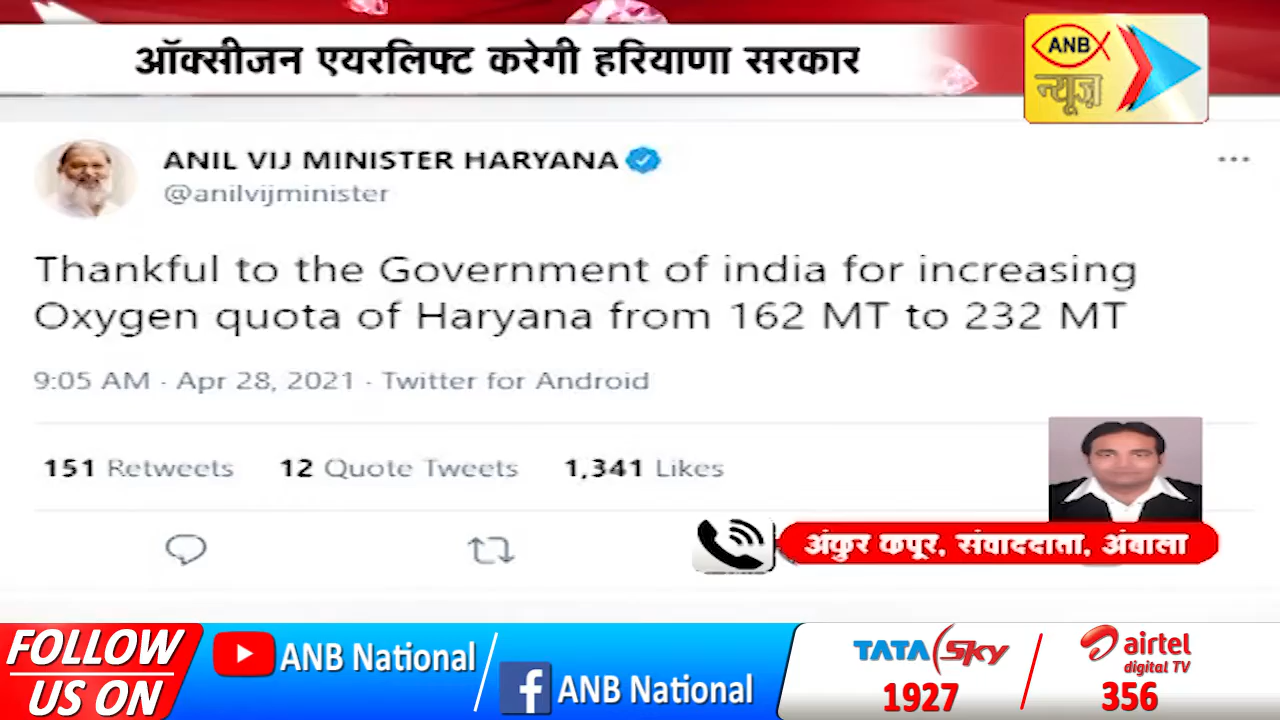 ऑक्सीजन एयरलिफ्ट करेगी हरियाणा सरकार
ANB
न्यूज़
ANIL VIJ MINISTER HARYANA
@anilvijminister
Thankful to the Government of india for increasing
Oxygen quota of Haryana from 162 MT to 232 MT
9:05 AM · Apr 28, 2021 · Twitter for Android
151 Retweets 12 Quote Tweets 1,341 Likes
अंकुर कपूर, संवाददाता, अंबाला
FOLLOW
US ON
ANB National
ANB National
TATA Sky
1927
airtel
digital TV
356